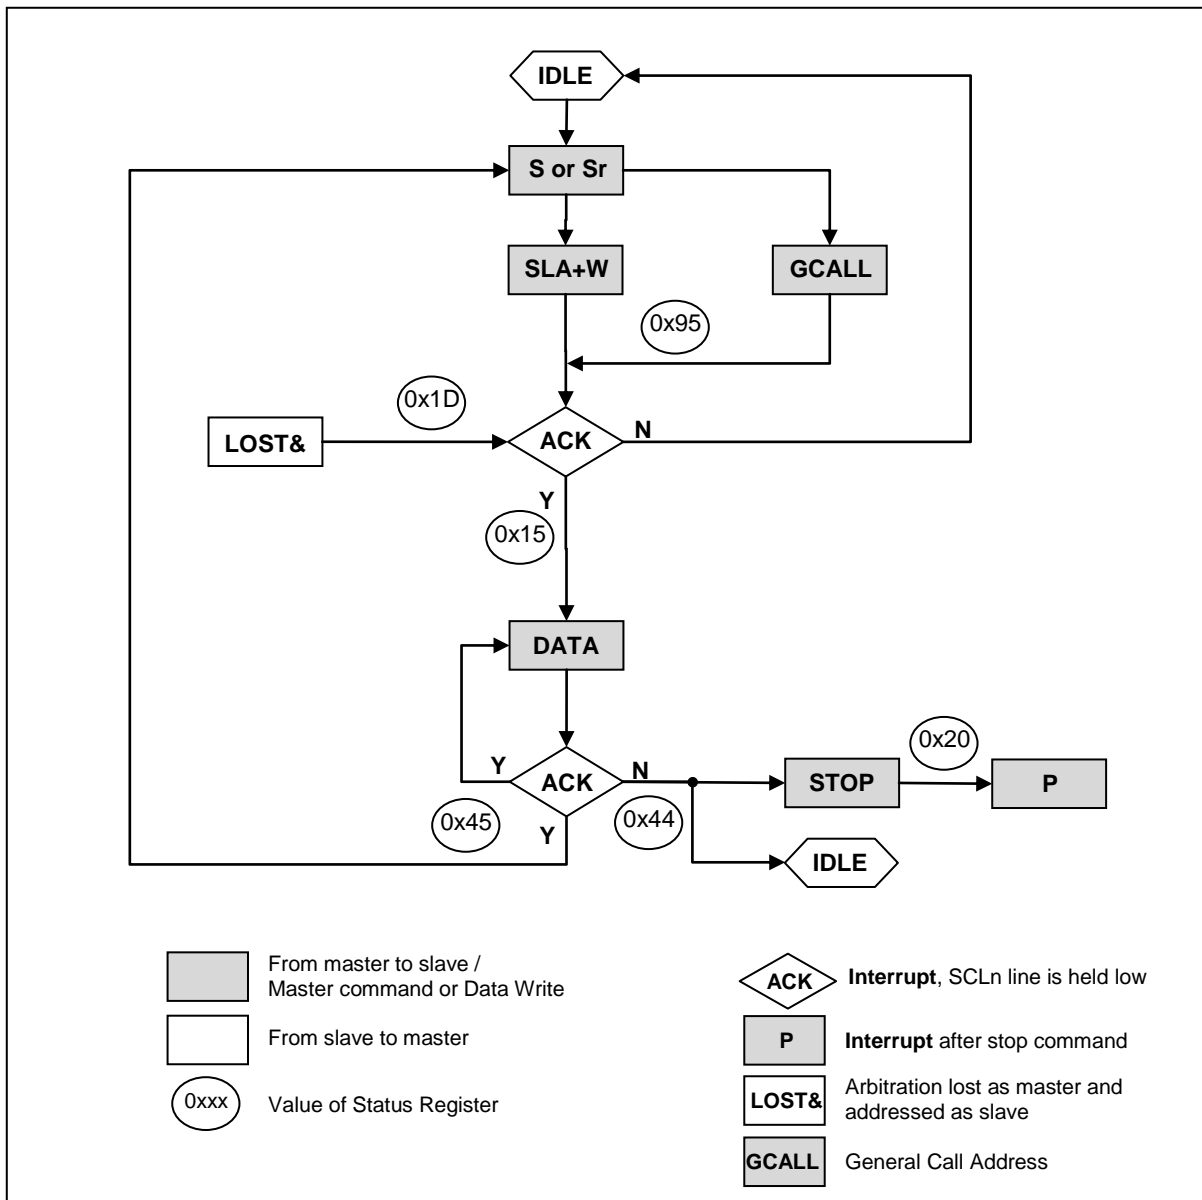 IDLE
S or Sr
SLA+W
GCALL
0x95
0x1D
LOST&
ACK
N
Y
0x15
DATA
Y
ACK
N
STOP
0x20
P
0x45
Y
0x44
IDLE
From master to slave /
Master command or Data Write
From slave to master
0xxx
Value of Status Register
ACK
Interrupt, SCLn line is held low
P
Interrupt after stop command
LOST&
Arbitration lost as master and
addressed as slave
GCALL
General Call Address